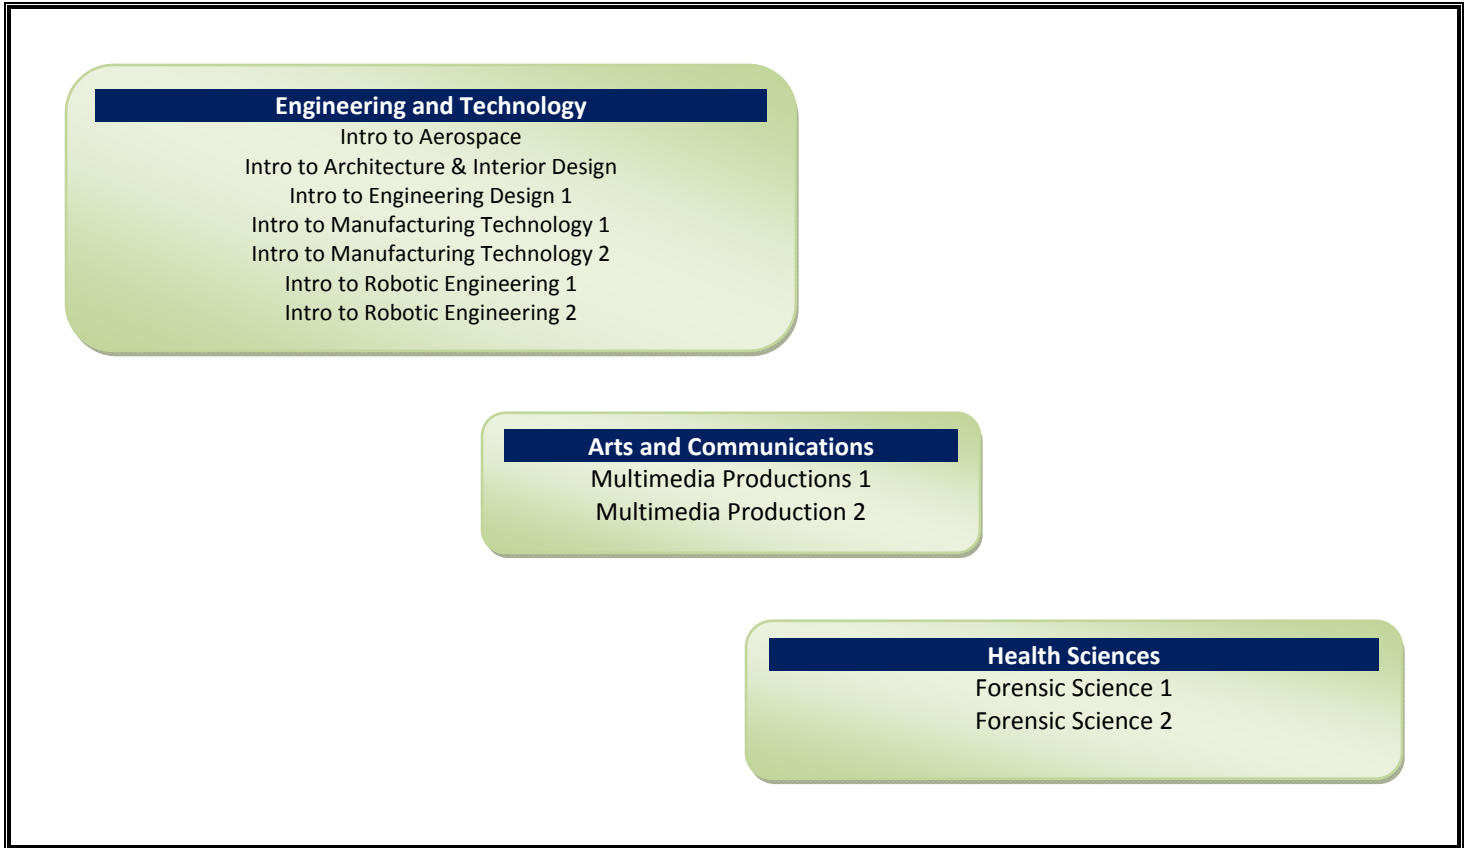 Engineering and Technology
Intro to Aerospace
Intro to Architecture & Interior Design
Intro to Engineering Design 1
Intro to Manufacturing Technology 1
Intro to Manufacturing Technology 2
Intro to Robotic Engineering 1
Intro to Robotic Engineering 2
Arts and Communications
Multimedia Productions 1
Multimedia Production 2
Health Sciences
Forensic Science 1
Forensic Science 2